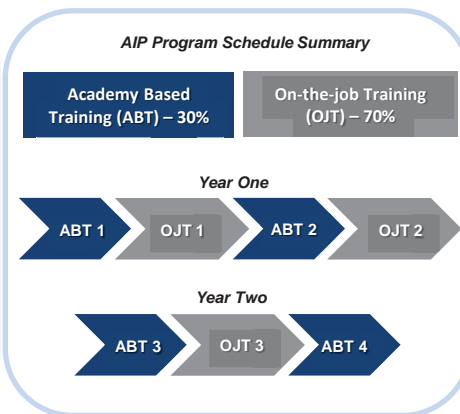 AIP Program Schedule Summary
Academy Based
Training (ABT) – 30%
On-the-job Training
(OJT) – 70%
Year One
ABT 1
OJT 1
ABT 2
OJT 2
Year Two
ABT 3
OJT 3
ABT 4